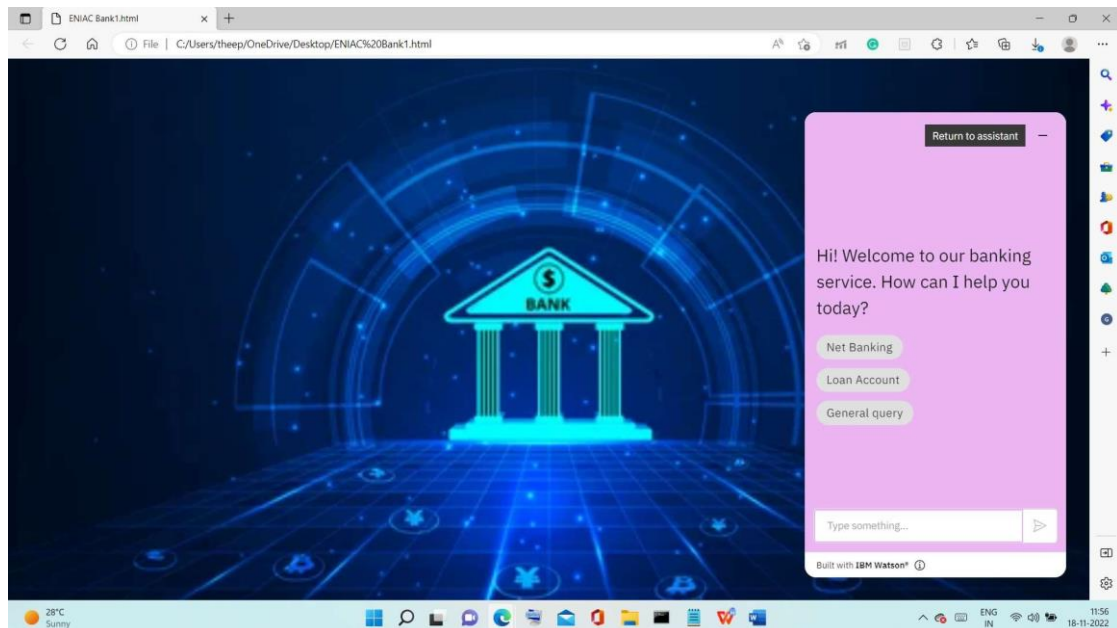 ENIAC Bank1.html
File | C:/Users/theep/OneDrive/Desktop/ENIAC%20Bank1.html
Return to assistant
$
BANK
Hi! Welcome to our banking
service. How can I help you
today?
Net Banking
Loan Account
General query
Type something...
Built with IBM Watson®
28°C
Sunny
ENG
IN
11:56
18-11-2022